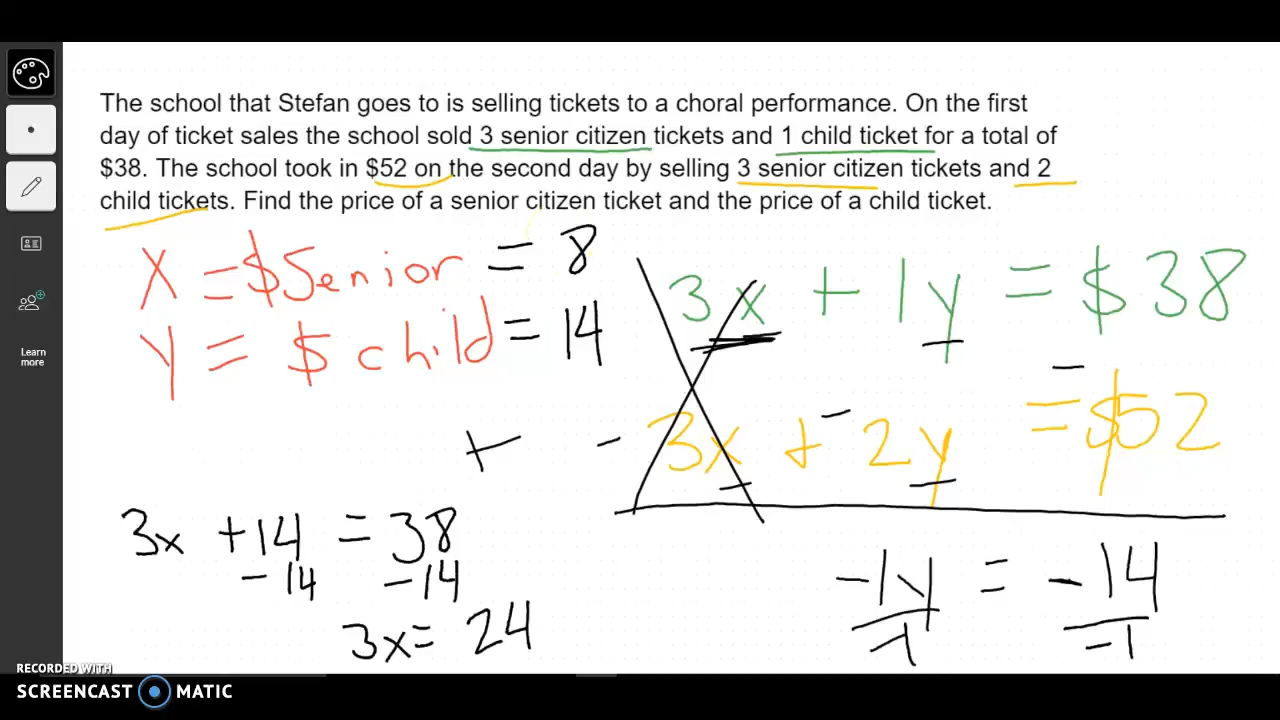 The school that Stefan goes to is selling tickets to a choral performance. On the first
day of ticket sales the school sold 3 senior citizen tickets and 1 child ticket for a total of
$38. The school took in $52 on the second day by selling 3 senior citizen tickets and 2
child tickets. Find the price of a senior citizen ticket and the price of a child ticket.
X = $ Senior = 8
Y = $ child = 14
3x + 1y = $38
+ - 3x + - 2y = - $52
-1y = -14
-1 -1
3x + 14 = 38
-14 -14
3x = 24
Learn
more
RECORDED WITH
SCREENCAST MATIC